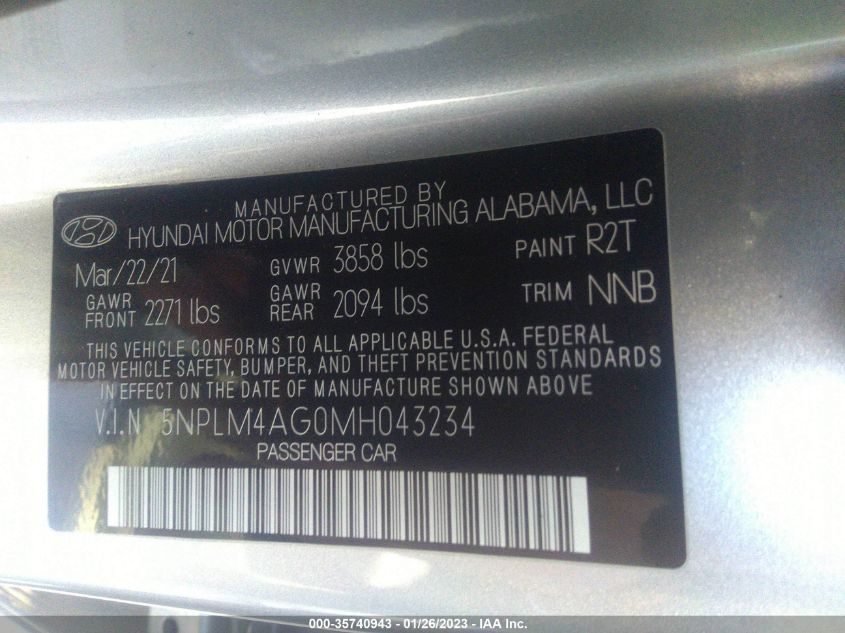 MANUFACTURED BY
HYUNDAI MOTOR MANUFACTURING ALABAMA, LLC
Mar/22/21 GVWR 3858 lbs PAINT R2T
GAWR FRONT 2271 lbs GAWR REAR 2094 lbs TRIM NNB
THIS VEHICLE CONFORMS TO ALL APPLICABLE U.S.A. FEDERAL
MOTOR VEHICLE SAFETY, BUMPER, AND THEFT PREVENTION STANDARDS
IN EFFECT ON THE DATE OF MANUFACTURE SHOWN ABOVE
V.I.N 5NPLM4AG0MH043234
PASSENGER CAR
000-35740943 - 01/26/2023 - IAA Inc.